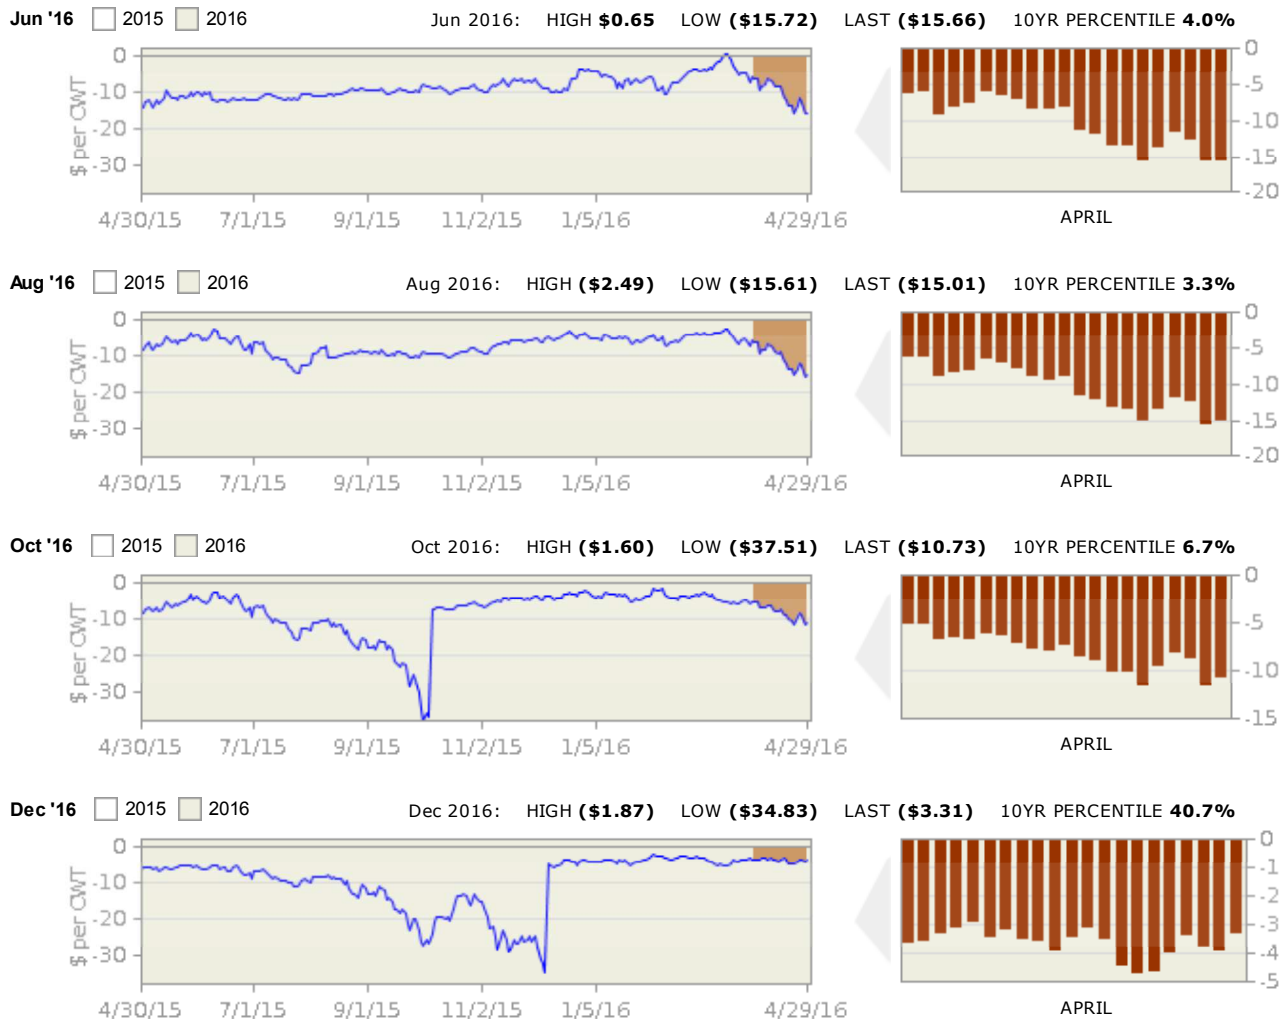 Jun '16 2015 2016 Jun 2016: HIGH $0.65 LOW ($15.72) LAST ($15.66) 10YR PERCENTILE 4.0%
0
-10
-20
-30
$ per CWT
4/30/15 7/1/15 9/1/15 11/2/15 1/5/16 4/29/16
0
-5
-10
-15
-20
APRIL
Aug '16 2015 2016 Aug 2016: HIGH ($2.49) LOW ($15.61) LAST ($15.01) 10YR PERCENTILE 3.3%
0
-10
-20
-30
$ per CWT
4/30/15 7/1/15 9/1/15 11/2/15 1/5/16 4/29/16
0
-5
-10
-15
-20
APRIL
Oct '16 2015 2016 Oct 2016: HIGH ($1.60) LOW ($37.51) LAST ($10.73) 10YR PERCENTILE 6.7%
0
-10
-20
-30
$ per CWT
4/30/15 7/1/15 9/1/15 11/2/15 1/5/16 4/29/16
0
-5
-10
-15
APRIL
Dec '16 2015 2016 Dec 2016: HIGH ($1.87) LOW ($34.83) LAST ($3.31) 10YR PERCENTILE 40.7%
0
-10
-20
-30
$ per CWT
4/30/15 7/1/15 9/1/15 11/2/15 1/5/16 4/29/16
0
-1
-2
-3
-4
-5
APRIL